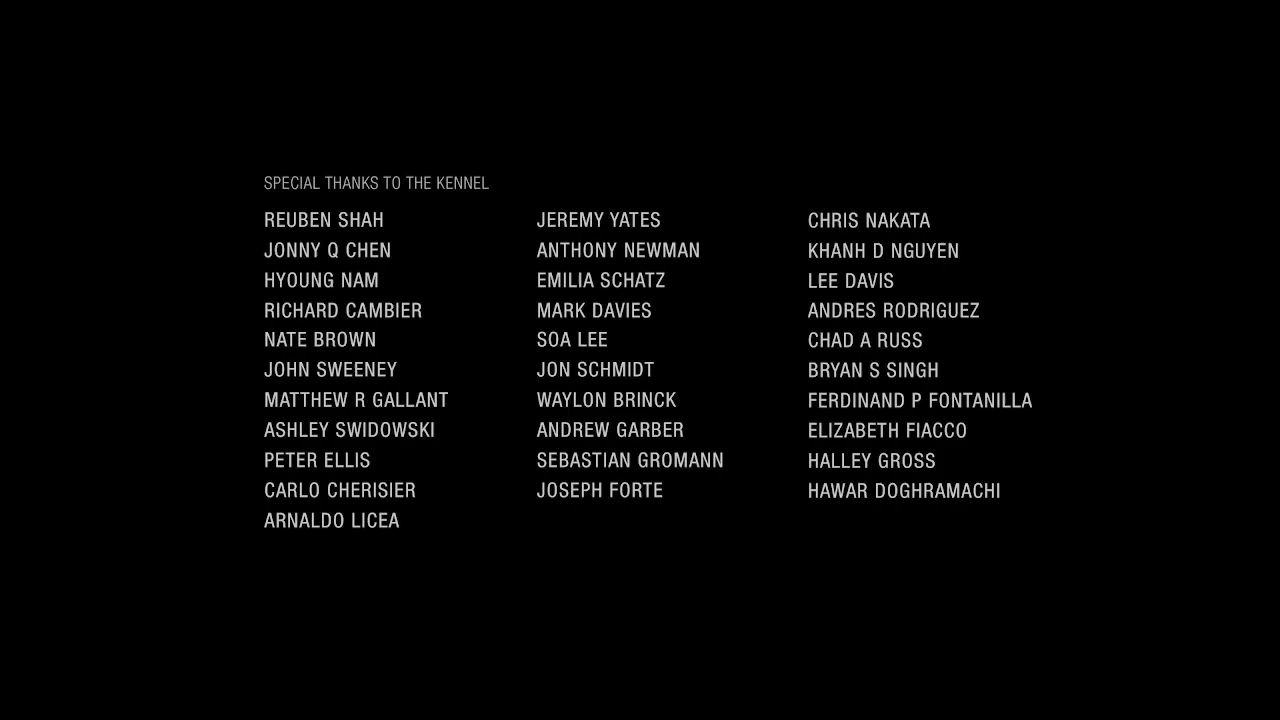 SPECIAL THANKS TO THE KENNEL
REUBEN SHAH
JONNY Q CHEN
HYOUNG NAM
RICHARD CAMBIER
NATE BROWN
JOHN SWEENEY
MATTHEW R GALLANT
ASHLEY SWIDOWSKI
PETER ELLIS
CARLO CHERISIER
ARNALDO LICEA
JEREMY YATES
ANTHONY NEWMAN
EMILIA SCHATZ
MARK DAVIES
SOA LEE
JON SCHMIDT
WAYLON BRINCK
ANDREW GARBER
SEBASTIAN GROMANN
JOSEPH FORTE
CHRIS NAKATA
KHANH D NGUYEN
LEE DAVIS
ANDRES RODRIGUEZ
CHAD A RUSS
BRYAN S SINGH
FERDINAND P FONTANILLA
ELIZABETH FIACCO
HALLEY GROSS
HAWAR DOGHRAMACHI